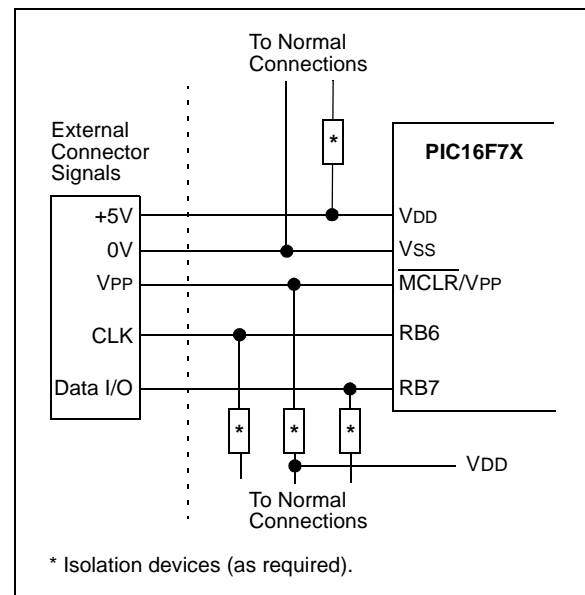 To Normal
Connections
External
Connector
Signals
*
PIC16F7X
+5V
VDD
0V
VSS
VPP
MCLR/VPP
CLK
RB6
Data I/O
RB7
*
*
*
VDD
To Normal
Connections
* Isolation devices (as required).